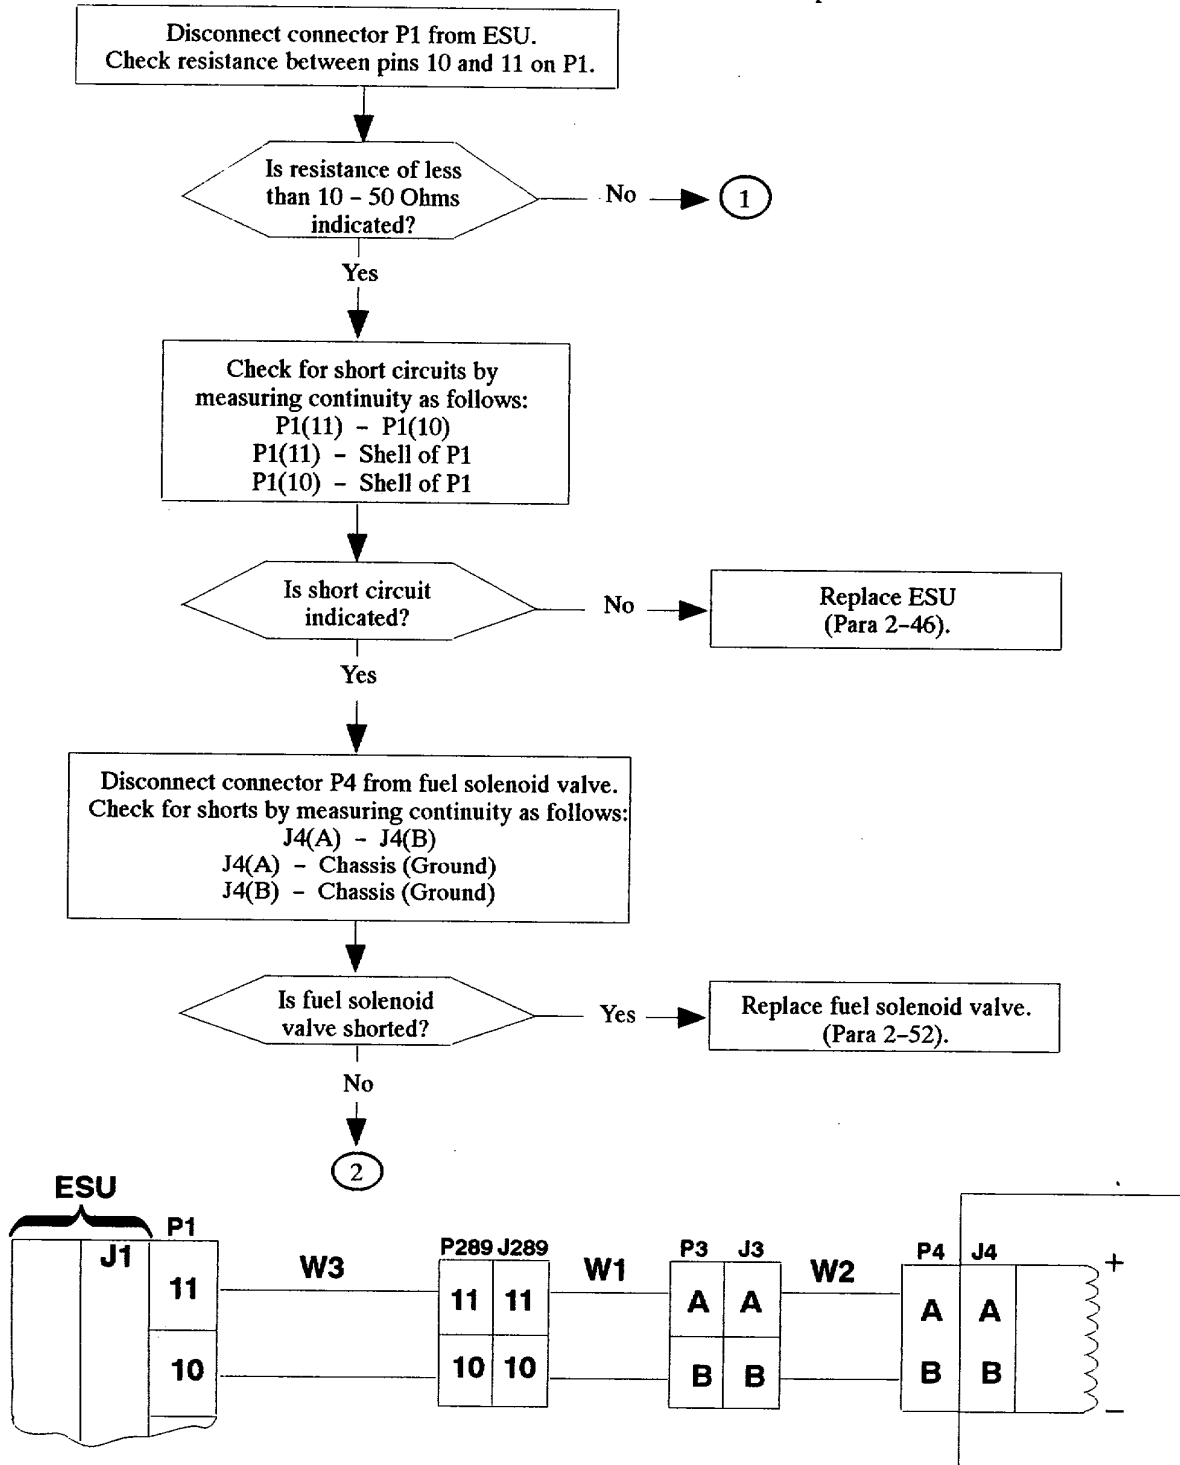 Disconnect connector P1 from ESU.
Check resistance between pins 10 and 11 on P1.
Is resistance of less
than 10 – 50 Ohms
indicated?
No
1
Yes
Check for short circuits by
measuring continuity as follows:
P1(11) – P1(10)
P1(11) – Shell of P1
P1(10) – Shell of P1
Is short circuit
indicated?
No
Replace ESU
(Para 2–46).
Yes
Disconnect connector P4 from fuel solenoid valve.
Check for shorts by measuring continuity as follows:
J4(A) – J4(B)
J4(A) – Chassis (Ground)
J4(B) – Chassis (Ground)
Is fuel solenoid
valve shorted?
Yes
Replace fuel solenoid valve.
(Para 2–52).
No
2
ESU
P1
J1
11
10
W3
P289 J289
11 11
10 10
W1
P3 J3
A A
B B
W2
P4 J4
A A
B B
+
–